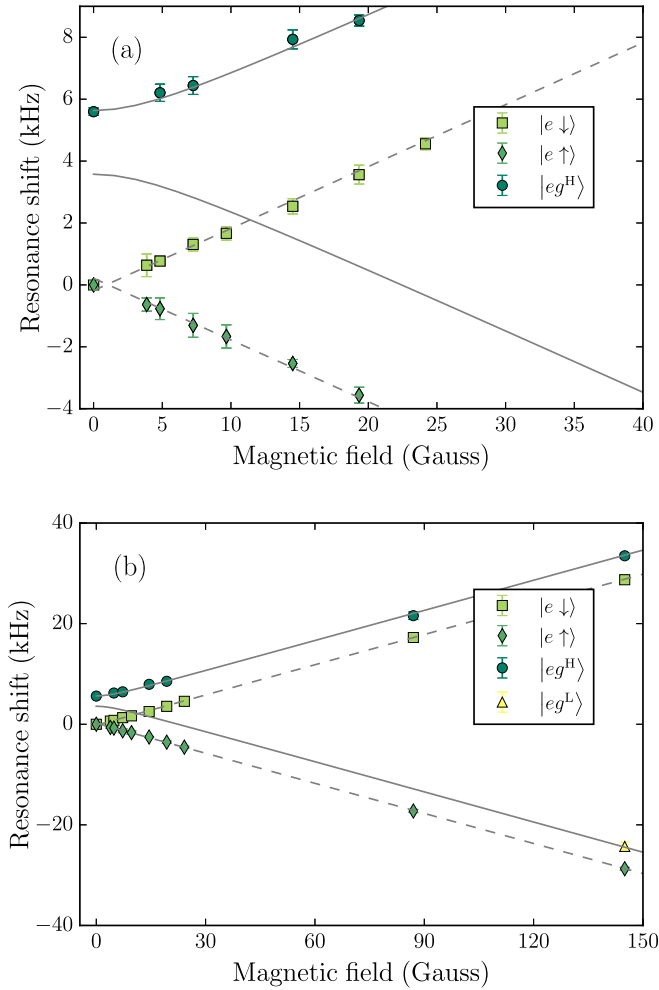 (a)
Resonance shift (kHz)
8
6
4
2
0
−2
−4
|e ↓⟩
|e ↑⟩
|eg^H⟩
0 5 10 15 20 25 30 35 40
Magnetic field (Gauss)
(b)
Resonance shift (kHz)
40
20
0
−20
−40
|e ↓⟩
|e ↑⟩
|eg^H⟩
|eg^L⟩
0 30 60 90 120 150
Magnetic field (Gauss)